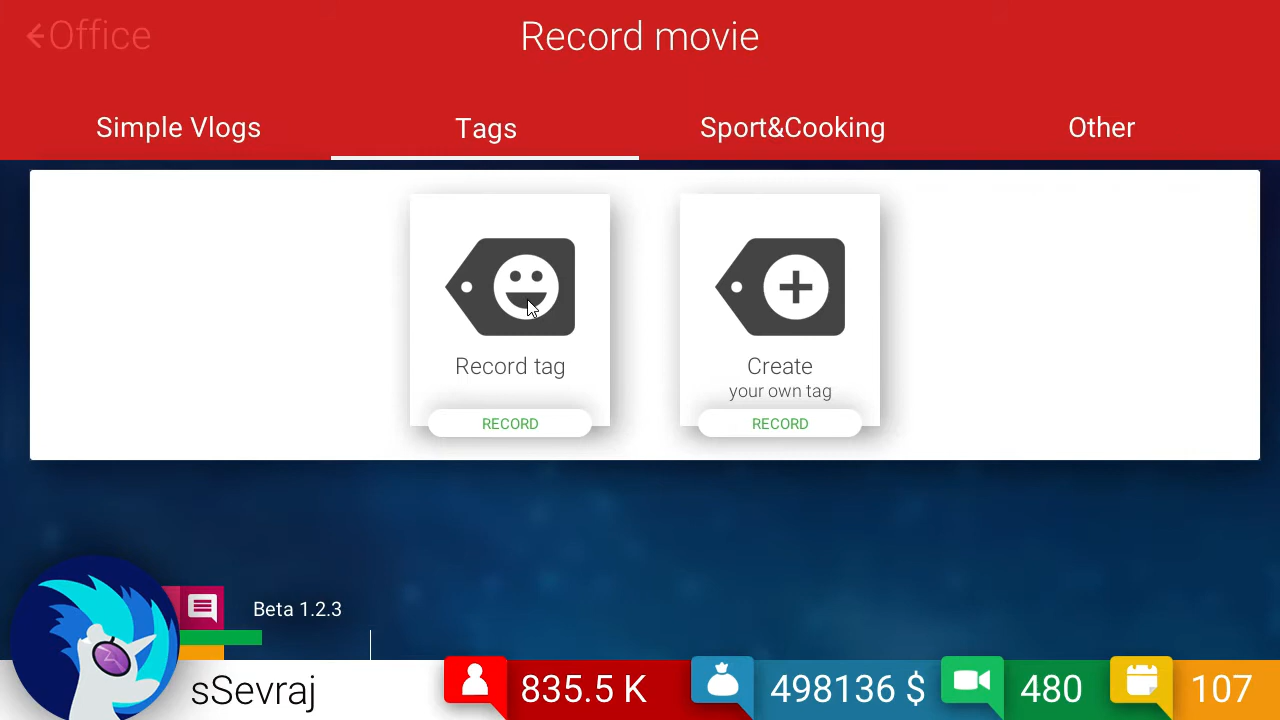 Office
Record movie
Simple Vlogs
Tags
Sport&Cooking
Other
Record tag
RECORD
Create
your own tag
RECORD
Beta 1.2.3
sSevraj
835.5 K
498136 $
480
107